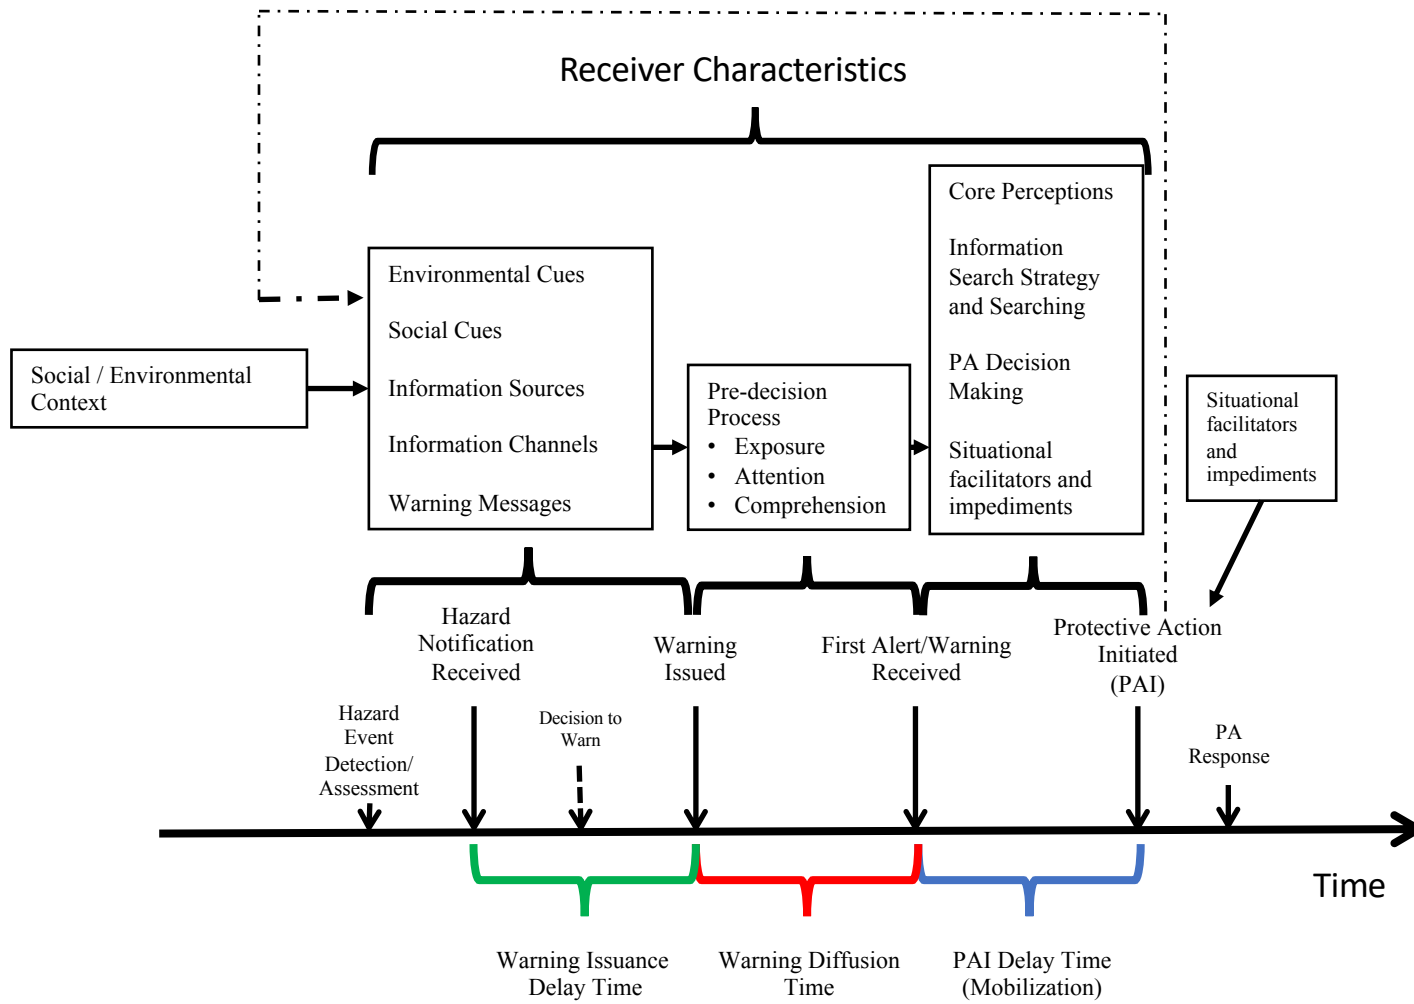 Receiver Characteristics
Social / Environmental
Context
Environmental Cues
Social Cues
Information Sources
Information Channels
Warning Messages
Pre-decision
Process
• Exposure
• Attention
• Comprehension
Core Perceptions
Information
Search Strategy
and Searching
PA Decision
Making
Situational
facilitators and
impediments
Situational
facilitators
and
impediments
Hazard
Notification
Received
Warning
Issued
First Alert/Warning
Received
Protective Action
Initiated
(PAI)
Hazard
Event
Detection/
Assessment
Decision to
Warn
PA
Response
Time
Warning Issuance
Delay Time
Warning Diffusion
Time
PAI Delay Time
(Mobilization)